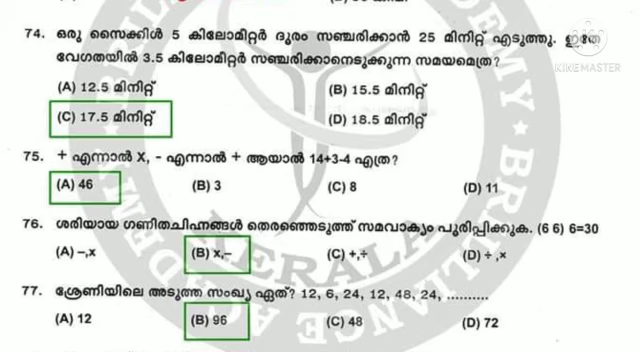 74. ഒരു സൈക്കിൾ 5 കിലോമീറ്റർ ദൂരം സഞ്ചരിക്കാൻ 25 മിനിറ്റ് എടുത്തു. ഇതേ
വേഗതയിൽ 3.5 കിലോമീറ്റർ സഞ്ചരിക്കാനെടുക്കുന്ന സമയമെത്ര?
KINEMASTER
(A) 12.5 മിനിറ്റ് (B) 15.5 മിനിറ്റ്
(C) 17.5 മിനിറ്റ് (D) 18.5 മിനിറ്റ്
75. + എന്നാൽ X, - എന്നാൽ + ആയാൽ 14+3-4 എത്ര?
(A) 46 (B) 3 (C) 8 (D) 11
76. ശരിയായ ഗണിതചിഹ്നങ്ങൾ തെരഞ്ഞെടുത്ത് സമവാക്യം പൂരിപ്പിക്കുക. (6 6) 6=30
(A) –,x (B) x,– (C) +,÷ (D) ÷ ,x
77. ശ്രേണിയിലെ അടുത്ത സംഖ്യ ഏത്? 12, 6, 24, 12, 48, 24, ..........
(A) 12 (B) 96 (C) 48 (D) 72
KERALA
BRILLIANCE ACADEMY